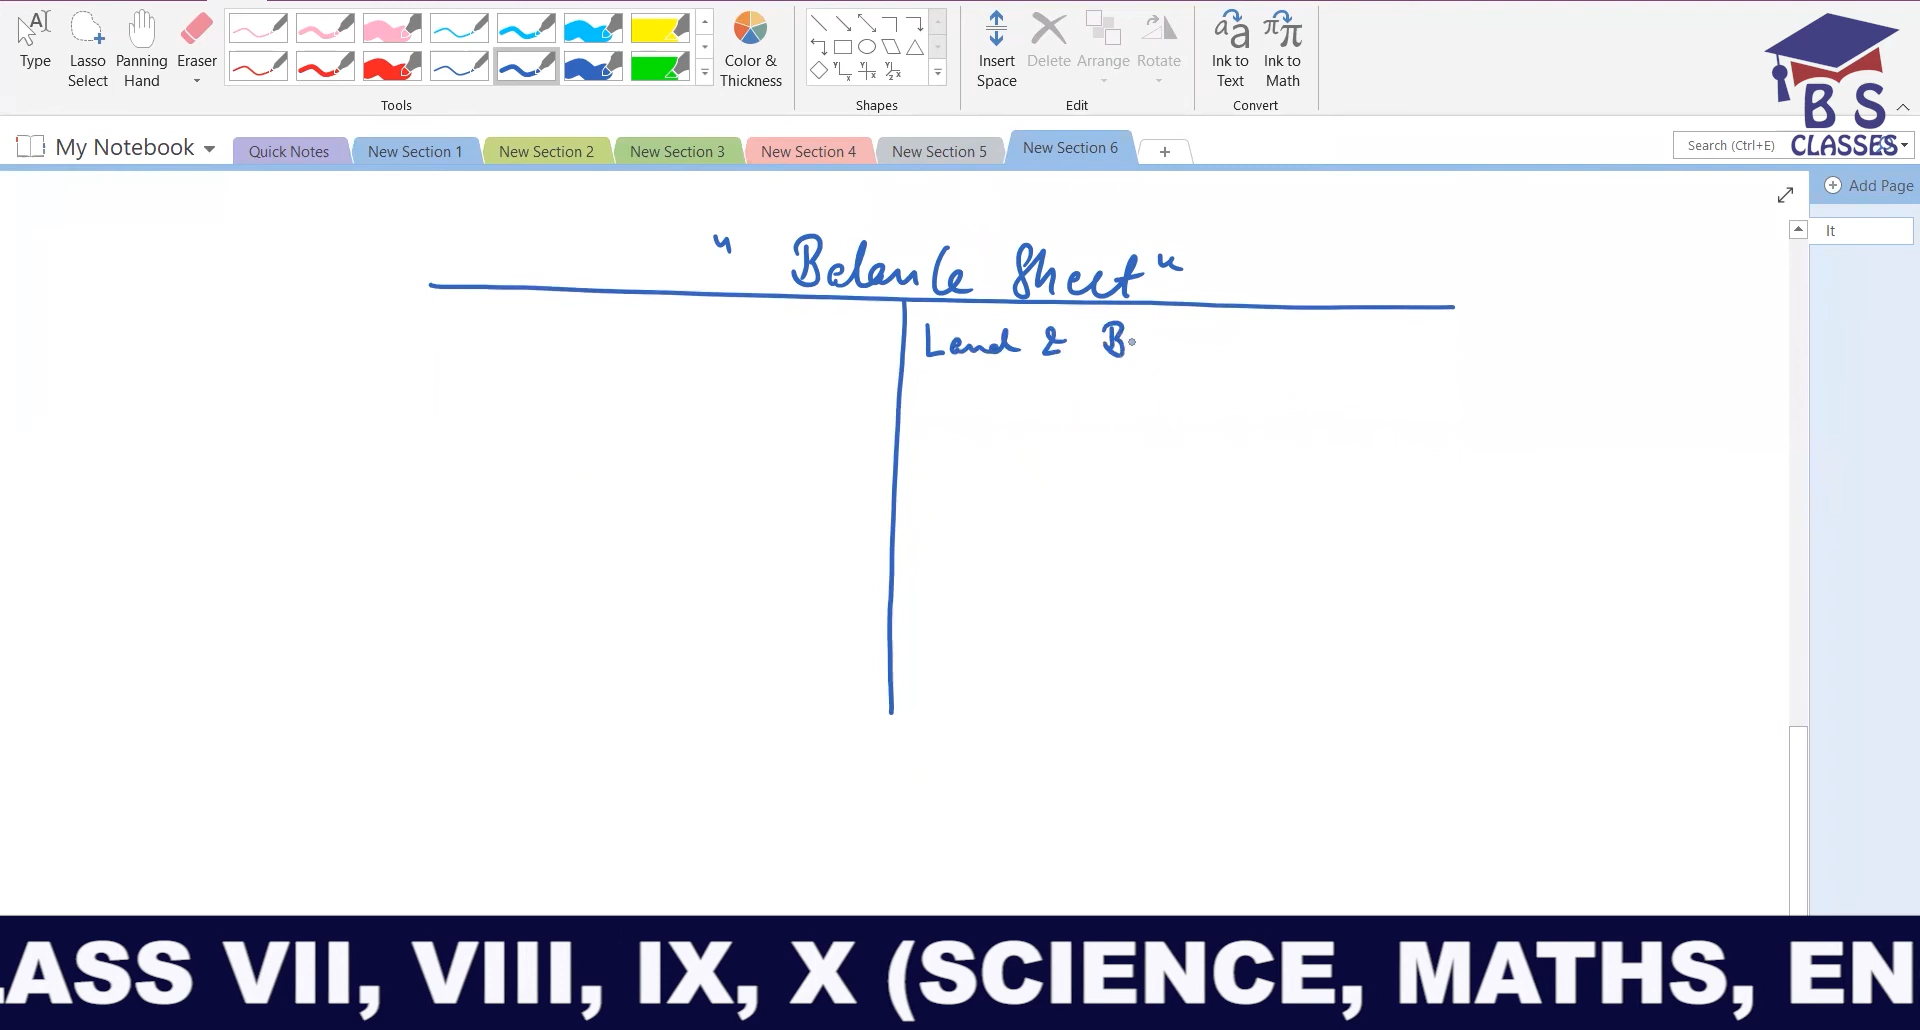 Type
Lasso Select
Panning Hand
Eraser
Color & Thickness
Insert Space
Delete
Arrange
Rotate
Ink to Text
Ink to Math
Tools
Shapes
Edit
Convert
B S
CLASSES
My Notebook
Quick Notes
New Section 1
New Section 2
New Section 3
New Section 4
New Section 5
New Section 6
+
Search (Ctrl+E)
Add Page
It
" Balance Sheet "
Land & B
LASS VII, VIII, IX, X (SCIENCE, MATHS, EN